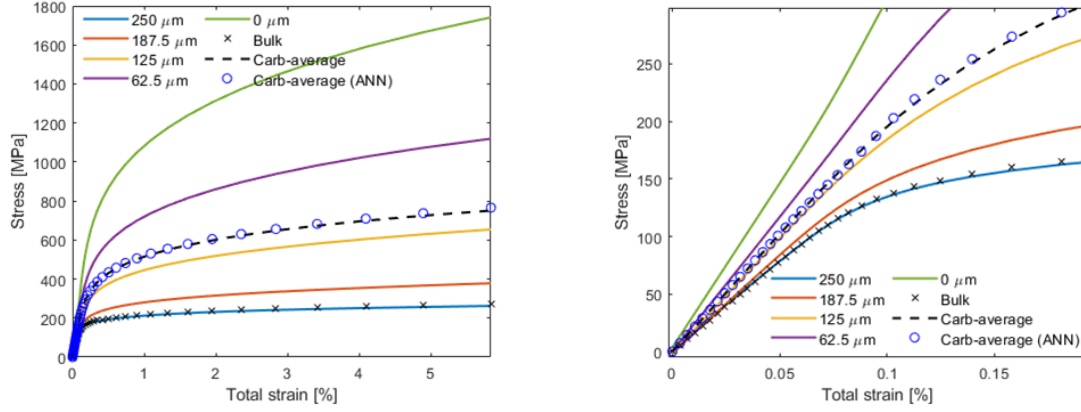 1800
1600
1400
1200
1000
800
600
400
200
0
Stress [MPa]
250 μm
187.5 μm
125 μm
62.5 μm
0 μm
Bulk
Carb-average
Carb-average (ANN)
0 1 2 3 4 5
Total strain [%]
250
200
150
100
50
0
Stress [MPa]
250 μm
187.5 μm
125 μm
62.5 μm
0 μm
Bulk
Carb-average
Carb-average (ANN)
0 0.05 0.1 0.15
Total strain [%]